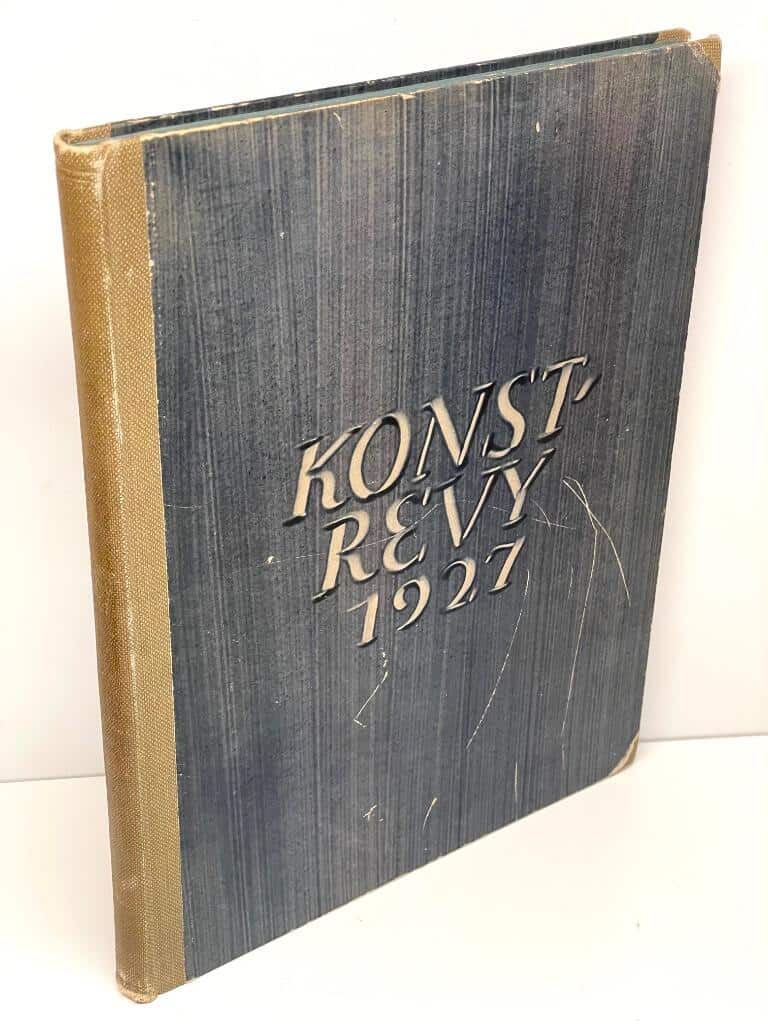 KONST-
REVY
1927